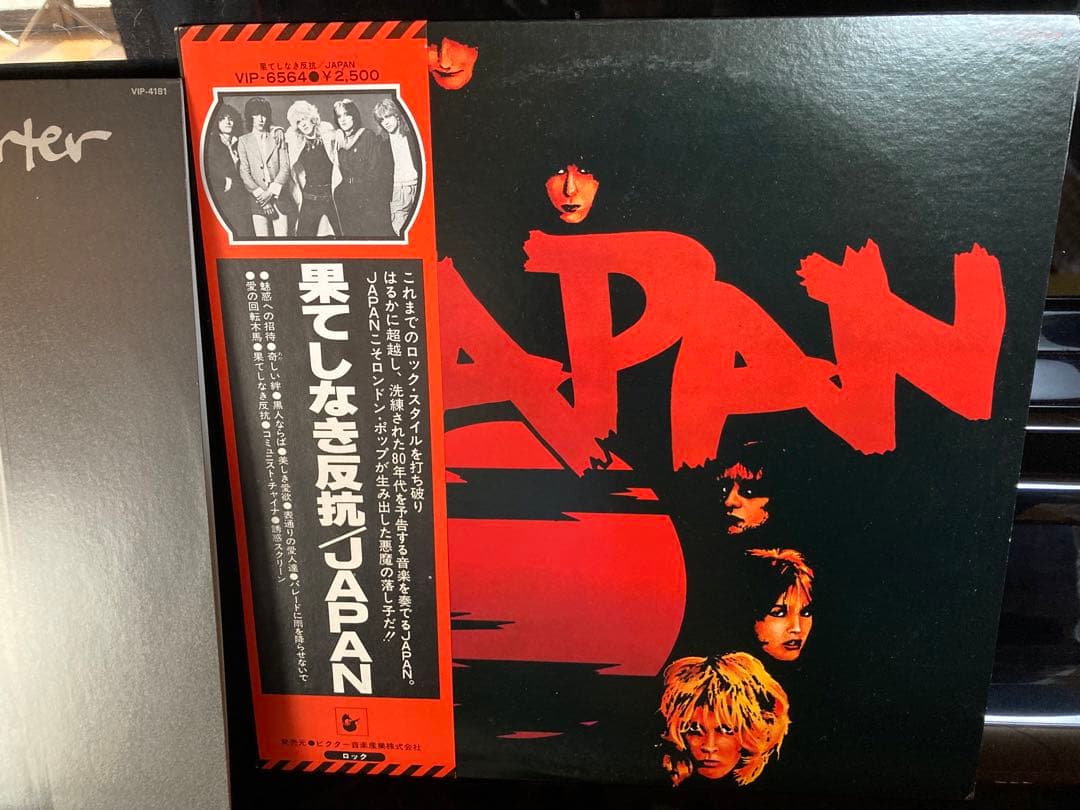 VIP-4181
rter
果てしなき反抗/JAPAN
VIP-6564●¥2,500
これまでのロック・スタイルを打ち破り
はるかに超越し、洗練された80年代を予告する音楽を奏でるJAPAN。
JAPANこそロンドン・ポップが生み出した悪魔の落し子だ!!
果てしなき反抗/JAPAN
●魅惑への招待●奇しい絆●黒人ならば●美しき愛欲●表通りの愛人達●パレードに雨を降らせないで
●愛の回転木馬●果てしなき反抗●コミュニスト・チャイナ●誘惑スクリーン
発売元●ビクター音楽産業株式会社
ロック
JAPAN